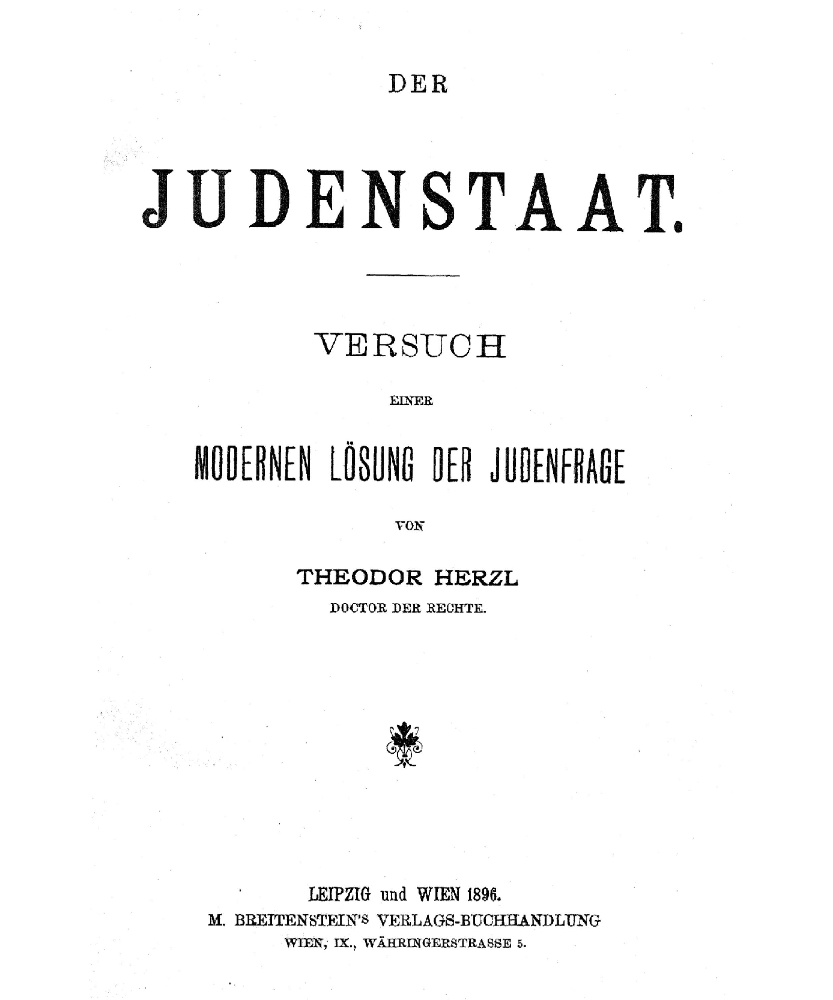 DER
JUDENSTAAT.
VERSUCH
EINER
MODERNEN LÖSUNG DER JUDENFRAGE
VON
THEODOR HERZL
DOCTOR DER RECHTE.
LEIPZIG und WIEN 1896.
M. BREITENSTEIN'S VERLAGS-BUCHHANDLUNG
WIEN, IX., WÄHRINGERSTRASSE 5.